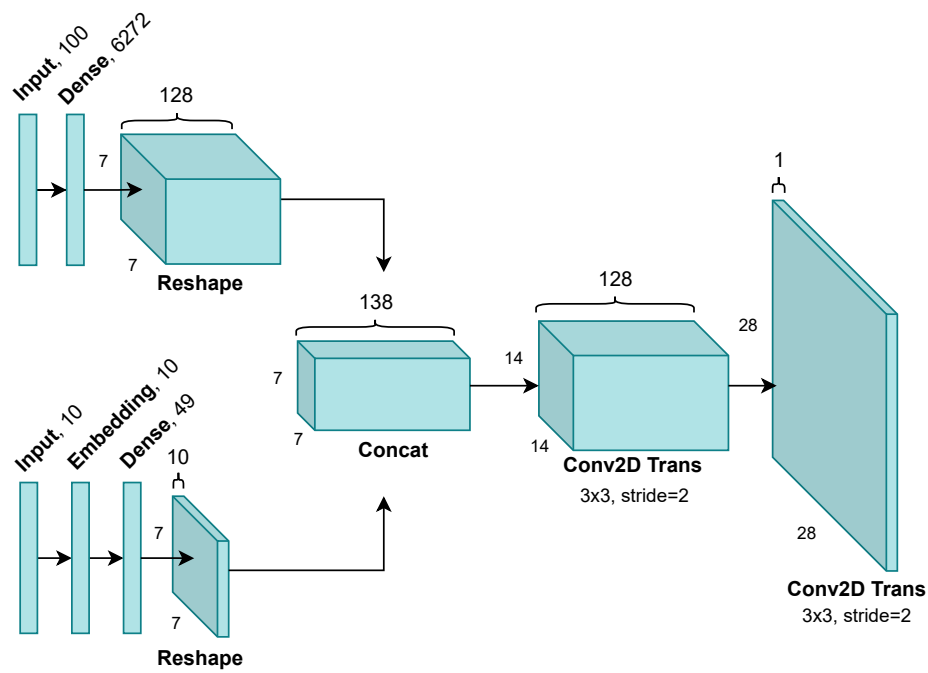 Input, 100
Dense, 6272
128
7
7
Reshape
Input, 10
Embedding, 10
Dense, 49
10
7
7
Reshape
138
7
7
Concat
128
14
14
Conv2D Trans
3x3, stride=2
1
28
28
Conv2D Trans
3x3, stride=2